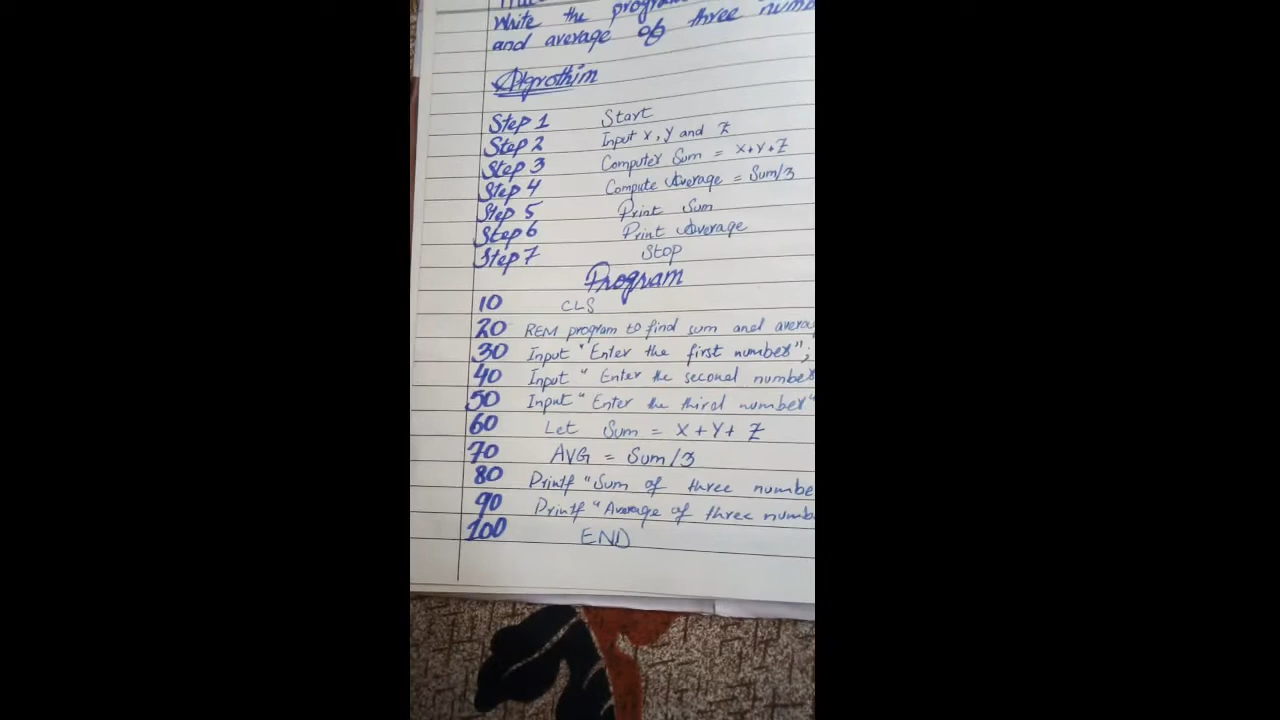 Write the program
and average of three numb
Algrothim
Step 1 Start
Step 2 Input x, y and z
Step 3 Computer Sum = x+y+z
Step 4 Compute Average = Sum/3
Step 5 Print Sum
Step 6 Print Average
Step 7 Stop
Program
10 CLS
20 REM program to find sum and avera
30 Input "Enter the first number";
40 Input " Enter the second number
50 Input " Enter the third number"
60 Let Sum = X+Y+ Z
70 AVG = Sum/3
80 Printf "Sum of three numbe
90 Printf "Average of three numb
100 END